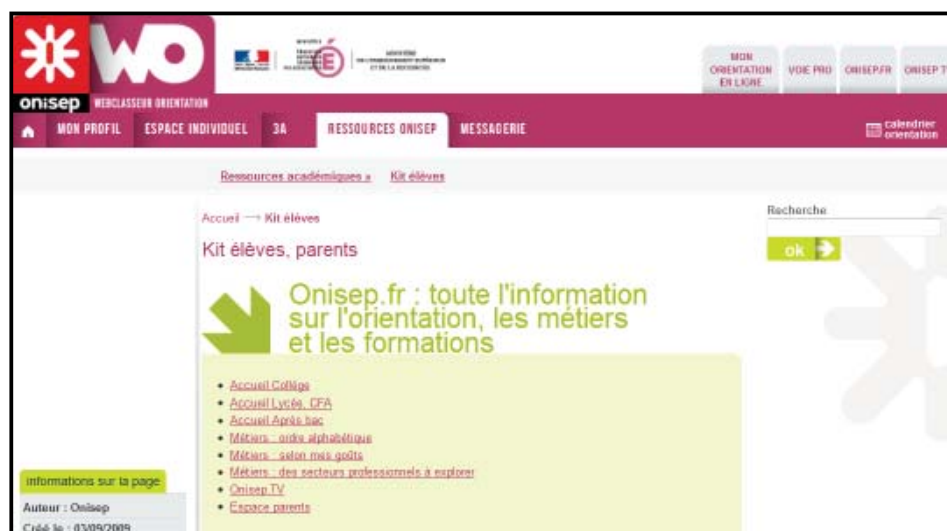 WO
onisep WEBCLASSEUR ORIENTATION
MON ORIENTATION EN LIGNE
VOIE PRO
ONISEP.FR
ONISEP T
MON PROFIL
ESPACE INDIVIDUEL
3A
RESSOURCES ONISEP
MESSAGERIE
calendrier
orientation
Ressources académiques »
Kit élèves
Accueil → Kit élèves
Recherche
Kit élèves, parents
ok
Onisep.fr : toute l'information
sur l'orientation, les métiers
et les formations
• Accueil Collège
• Accueil Lycée, CFA
• Accueil Après bac
• Métiers : ordre alphabétique
• Métiers : selon mes goûts
• Métiers : des secteurs professionnels à explorer
• Onisep TV
• Espace parents
informations sur la page
Auteur : Onisep
Créé le : 03/09/2009